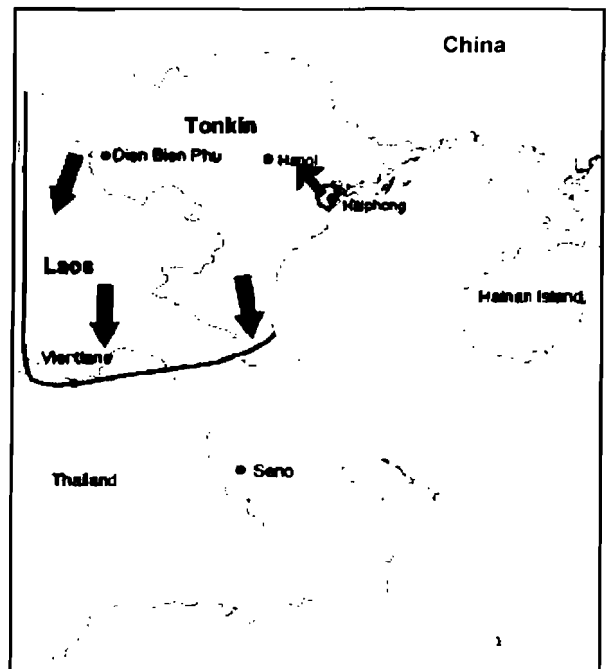 China
Tonkin
Dien Bien Phu
Hanoi
Haiphong
Laos
Hainan Island
Vientiane
Thailand
Seno